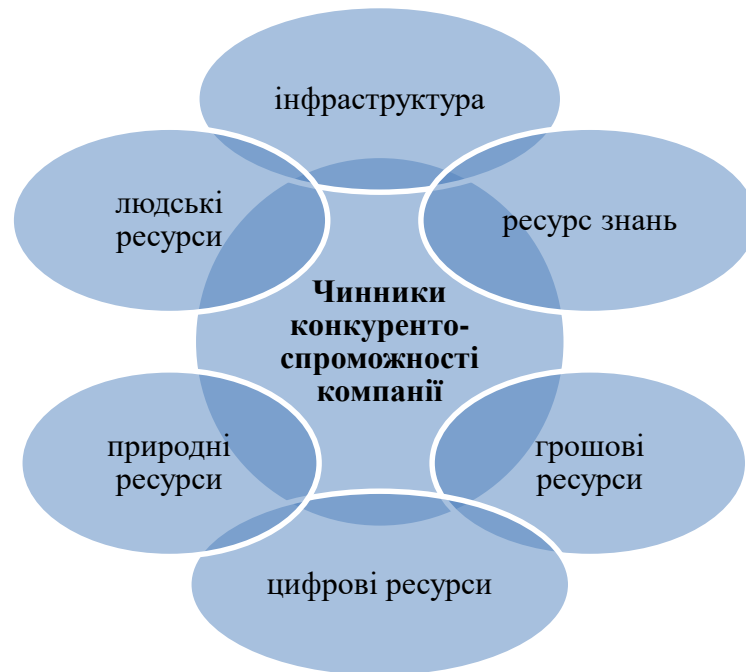 інфраструктура
людські
ресурси
ресурс знань
Чинники
конкуренто-
спроможності
компанії
природні
ресурси
грошові
ресурси
цифрові ресурси